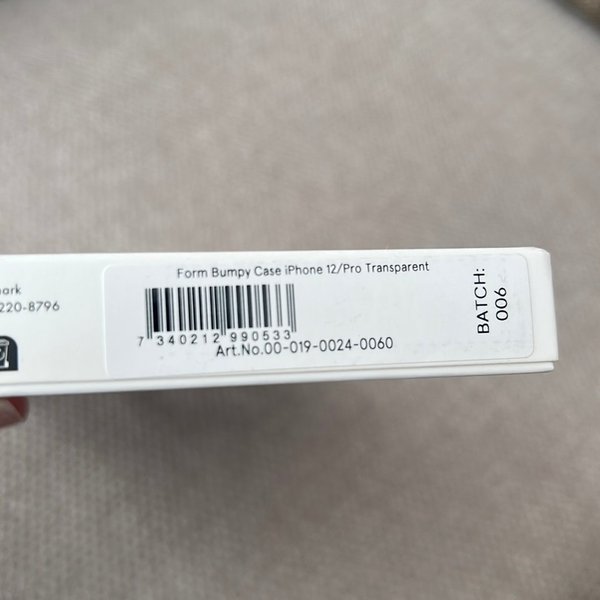 ark
220-8796
Form Bumpy Case iPhone 12/Pro Transparent
7 340212 990533
Art.No.00-019-0024-0060
BATCH:
006